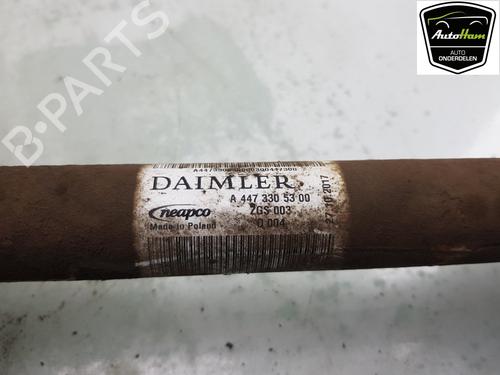 AutoHam
AUTO
ONDERDELEN
B-PARTS
DAIMLER
A 447 330 53 00
neapco
ZGS 003
Made in Poland
Q 004
27.10.2017